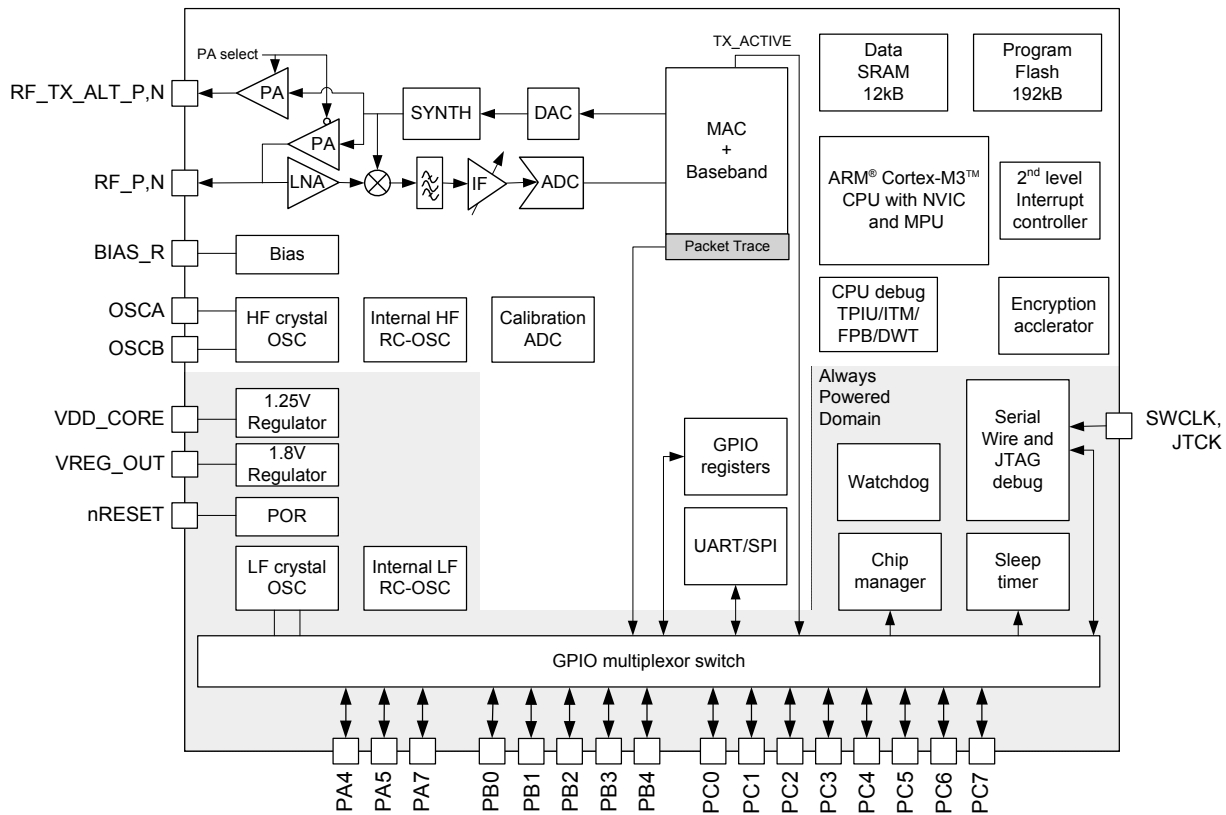 TX_ACTIVE
PA select
Data
SRAM
12kB
Program
Flash
192kB
RF_TX_ALT_P,N
PA
SYNTH
DAC
MAC
+
Baseband
PA
RF_P,N
LNA
IF
ADC
ARM® Cortex-M3™
CPU with NVIC
and MPU
2nd level
Interrupt
controller
Packet Trace
BIAS_R
Bias
OSCA
OSCB
HF crystal
OSC
Internal HF
RC-OSC
Calibration
ADC
CPU debug
TPIU/ITM/
FPB/DWT
Encryption
acclerator
Always
Powered
Domain
VDD_CORE
1.25V
Regulator
VREG_OUT
1.8V
Regulator
nRESET
POR
GPIO
registers
Watchdog
Serial
Wire and
JTAG
debug
SWCLK,
JTCK
LF crystal
OSC
Internal LF
RC-OSC
UART/SPI
Chip
manager
Sleep
timer
GPIO multiplexor switch
PA4
PA5
PA7
PB0
PB1
PB2
PB3
PB4
PC0
PC1
PC2
PC3
PC4
PC5
PC6
PC7